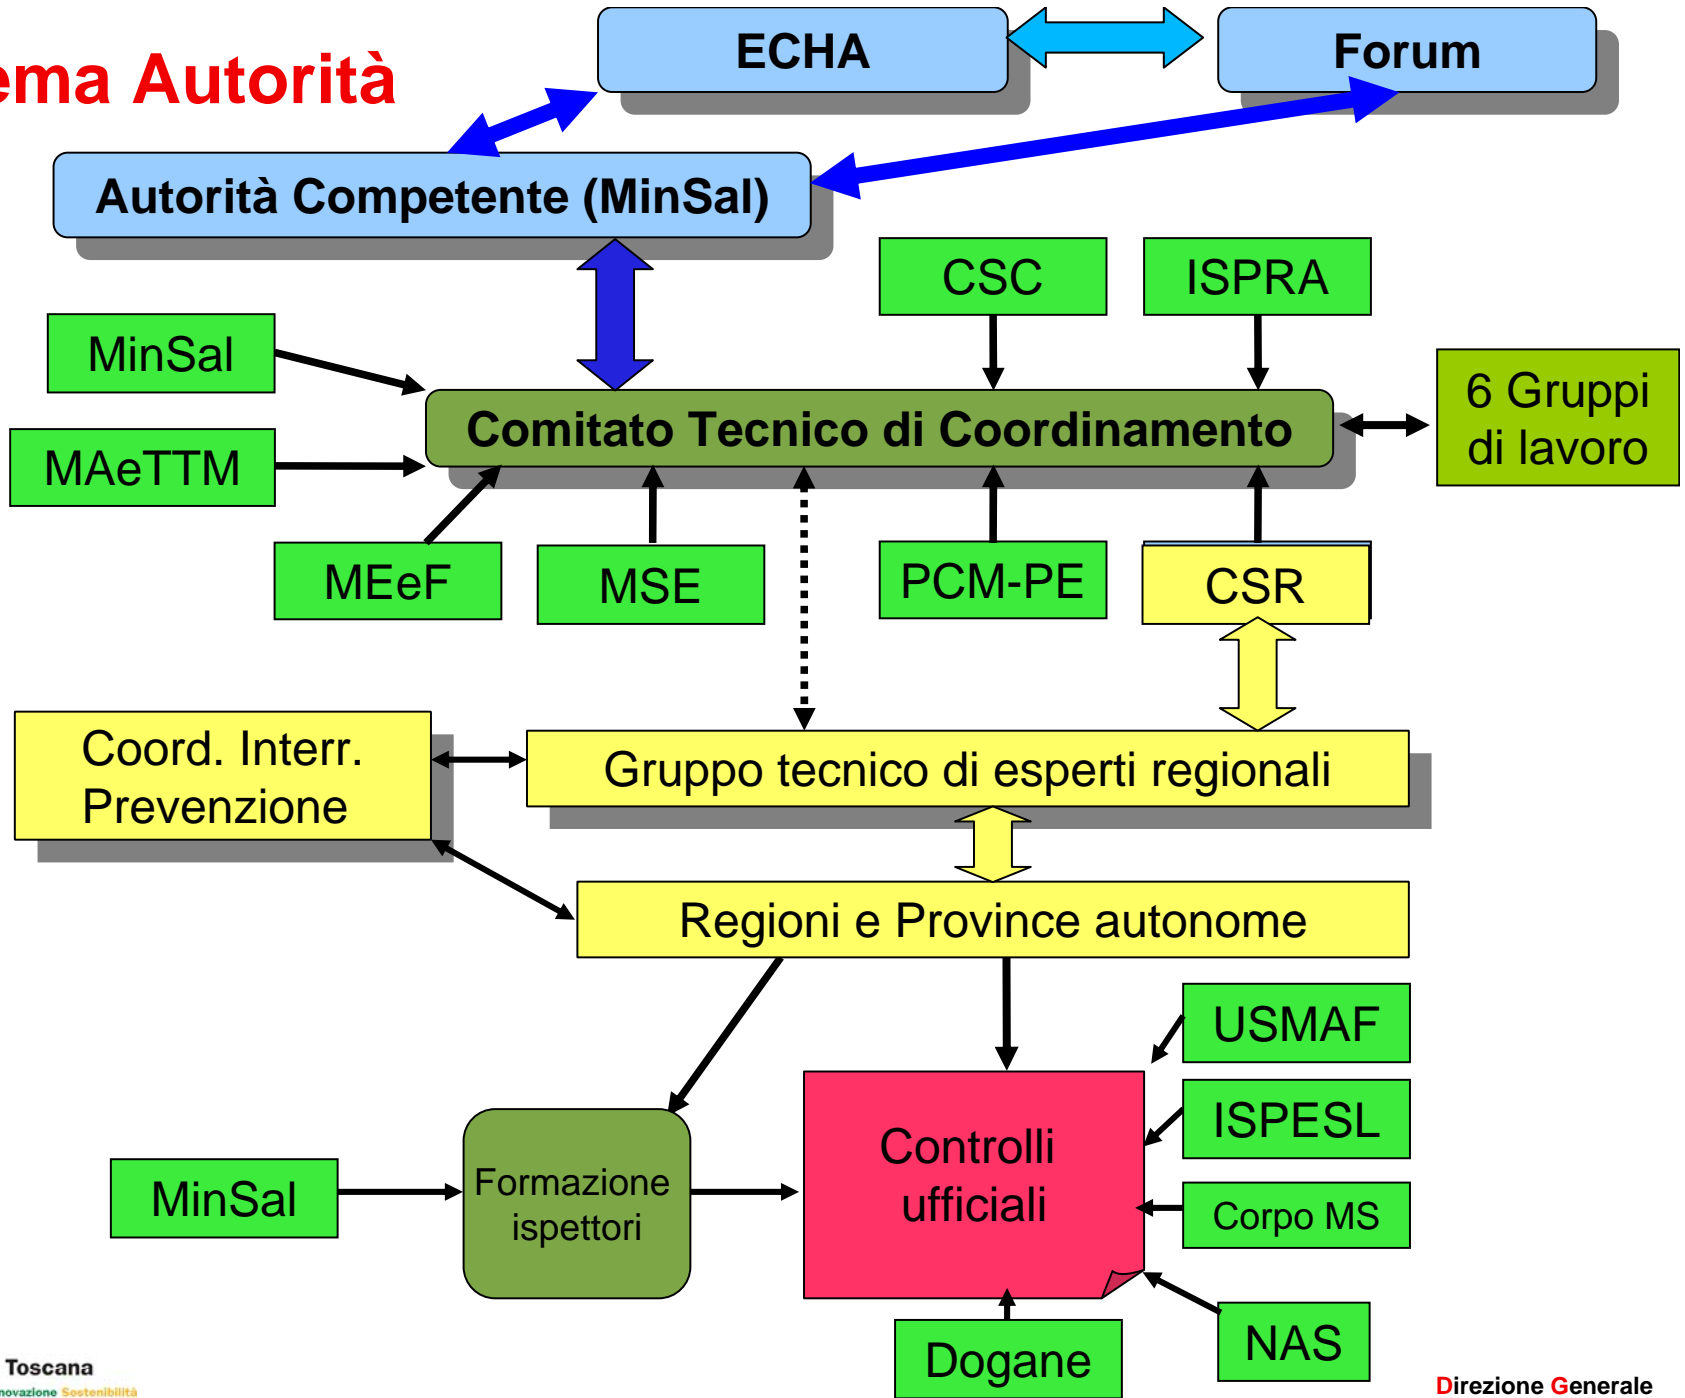 ECHA
Forum
ema Autorità
Autorità Competente (MinSal)
CSC
ISPRA
MinSal
6 Gruppi
di lavoro
Comitato Tecnico di Coordinamento
MAeTTM
MEeF
MSE
PCM-PE
CSR
Coord. Interr.
Prevenzione
Gruppo tecnico di esperti regionali
Regioni e Province autonome
USMAF
ISPESL
Controlli
ufficiali
Formazione
ispettori
MinSal
Corpo MS
NAS
Dogane
Toscana
novazione Sostenibilità
Direzione Generale